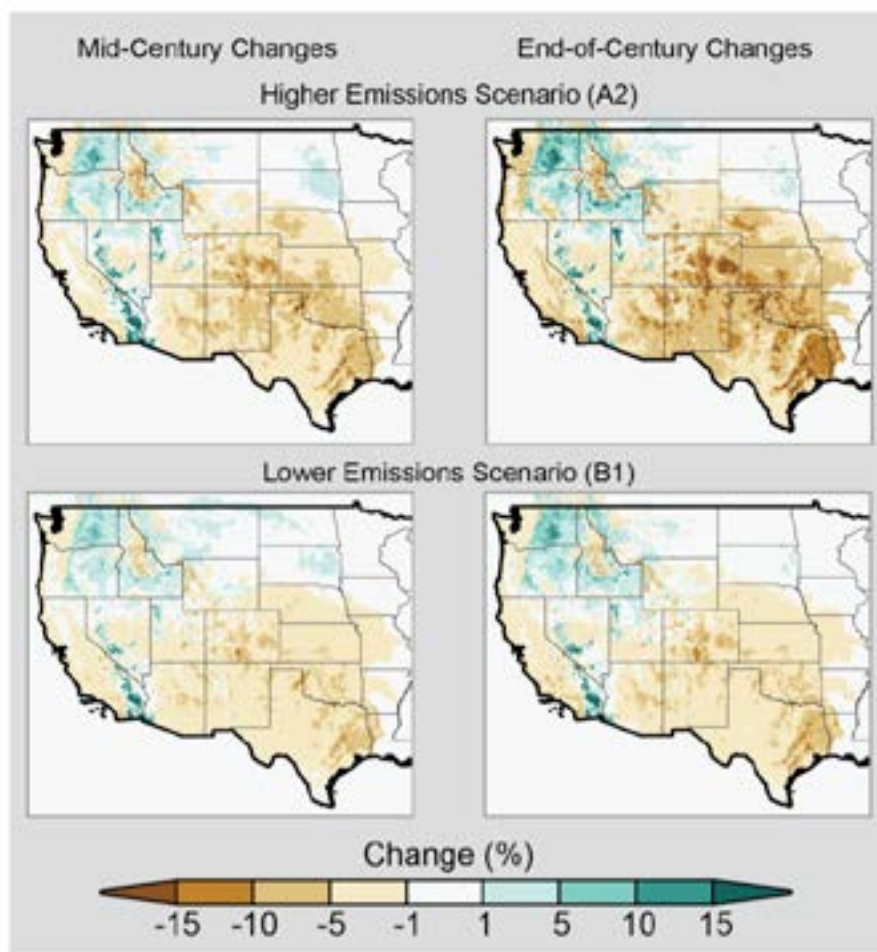 Mid-Century Changes
End-of-Century Changes
Higher Emissions Scenario (A2)
Lower Emissions Scenario (B1)
Change (%)
-15 -10 -5 -1 1 5 10 15